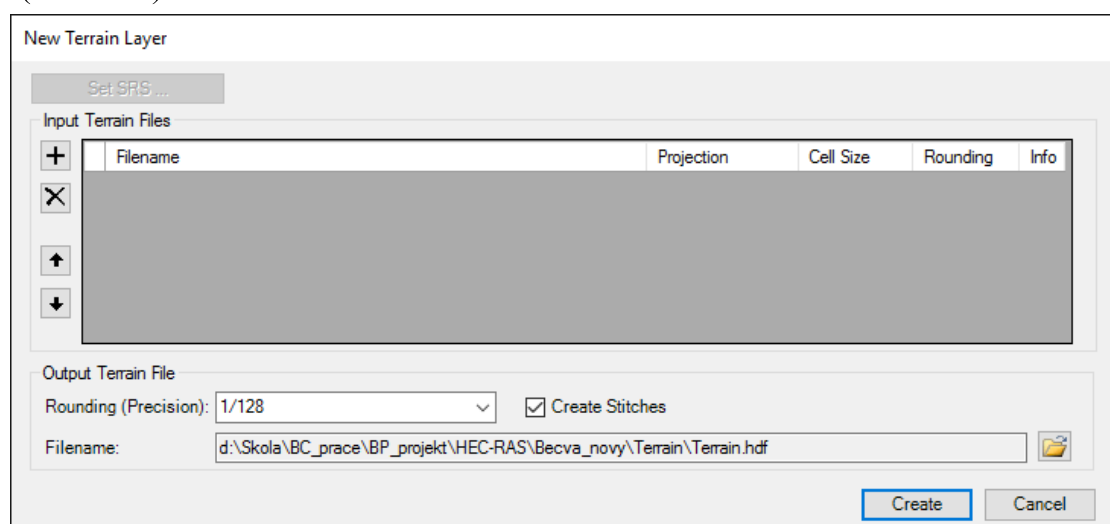 New Terrain Layer
Set SRS ...
Input Terrain Files
Filename Projection Cell Size Rounding Info
Output Terrain File
Rounding (Precision): 1/128 Create Stitches
Filename: d:\Skola\BC_prace\BP_projekt\HEC-RAS\Becva_novy\Terrain\Terrain.hdf
Create Cancel